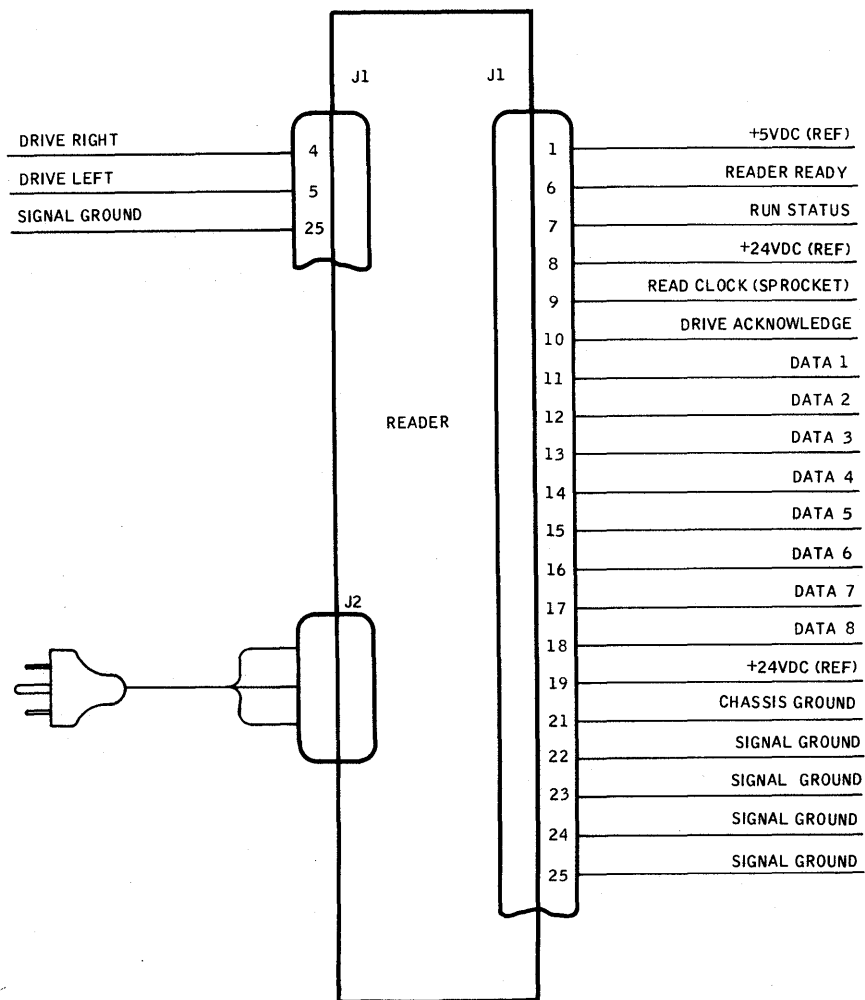 J1
J1
DRIVE RIGHT
4
DRIVE LEFT
5
SIGNAL GROUND
25
1
+5VDC (REF)
6
READER READY
7
RUN STATUS
8
+24VDC (REF)
9
READ CLOCK (SPROCKET)
10
DRIVE ACKNOWLEDGE
11
DATA 1
12
DATA 2
13
DATA 3
14
DATA 4
15
DATA 5
16
DATA 6
17
DATA 7
18
DATA 8
19
+24VDC (REF)
21
CHASSIS GROUND
22
SIGNAL GROUND
23
SIGNAL GROUND
24
SIGNAL GROUND
25
SIGNAL GROUND
READER
J2